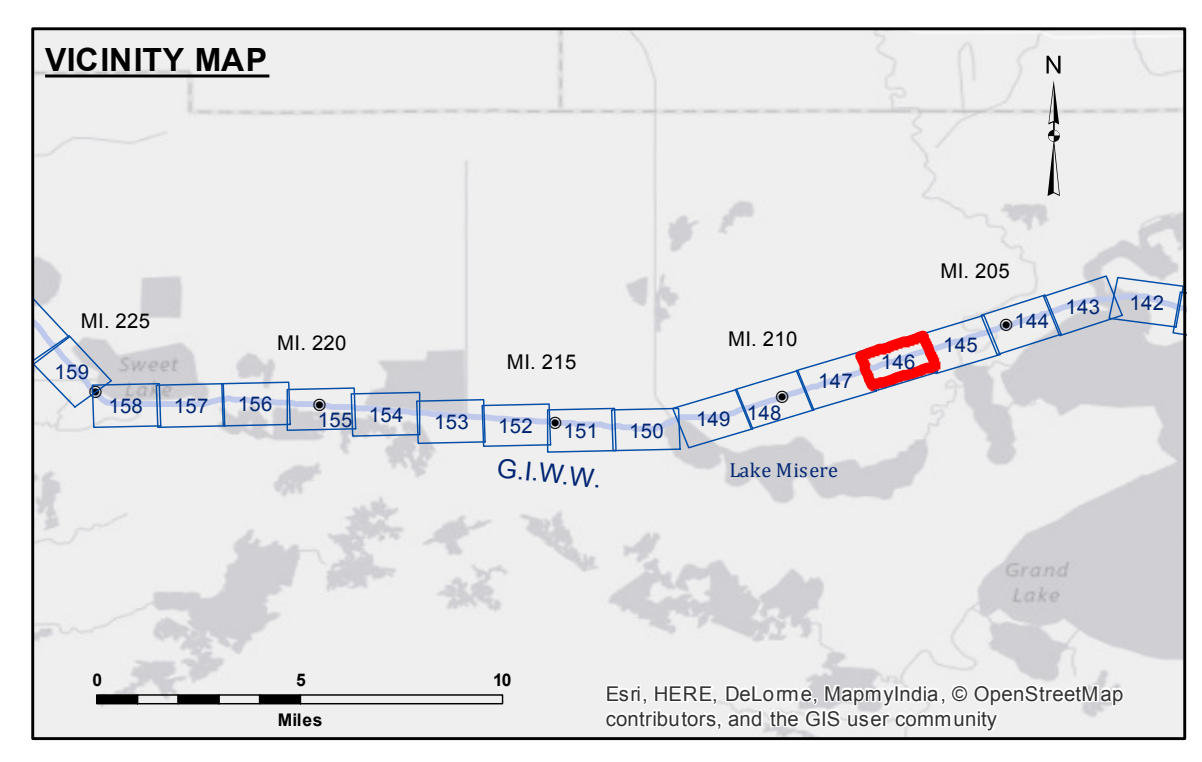 VICINITY MAP
N
MI. 205
MI. 225
MI. 220
MI. 215
MI. 210
Sweet
Lake
159
158
157
156
155
154
153
152
151
150
149
148
147
146
145
144
143
142
G.I.W.W.
Lake Misere
Grand
Lake
0 5 10
Miles
Esri, HERE, DeLorme, MapmyIndia, © OpenStreetMap
contributors, and the GIS user community